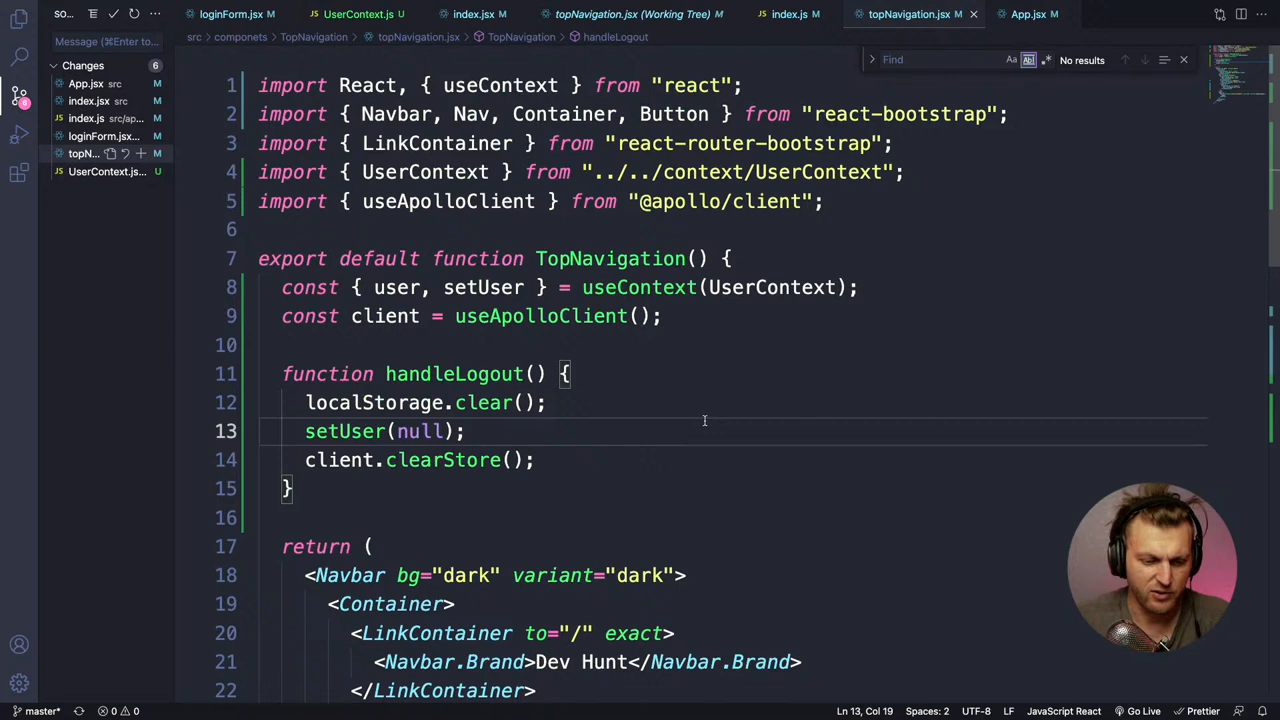 loginForm.jsx M
UserContext.js U
index.jsx M
topNavigation.jsx (Working Tree) M
index.js M
topNavigation.jsx M
App.jsx M
SO...
src > componets > TopNavigation > topNavigation.jsx > TopNavigation > handleLogout
Message (⌘Enter to...
Find
Aa
No results
Changes 6
App.jsx src M
index.jsx src M
index.js src/ap... M
loginForm.jsx... M
topN... M
UserContext.js... U
6
1 import React, { useContext } from "react";
2 import { Navbar, Nav, Container, Button } from "react-bootstrap";
3 import { LinkContainer } from "react-router-bootstrap";
4 import { UserContext } from "../../context/UserContext";
5 import { useApolloClient } from "@apollo/client";
6
7 export default function TopNavigation() {
8 const { user, setUser } = useContext(UserContext);
9 const client = useApolloClient();
10
11 function handleLogout() {
12 localStorage.clear();
13 setUser(null);
14 client.clearStore();
15 }
16
17 return (
18 <Navbar bg="dark" variant="dark">
19 <Container>
20 <LinkContainer to="/" exact>
21 <Navbar.Brand>Dev Hunt</Navbar.Brand>
22 </LinkContainer>
master* 0 0 Ln 13, Col 19 Spaces: 2 UTF-8 LF JavaScript React Go Live Prettier